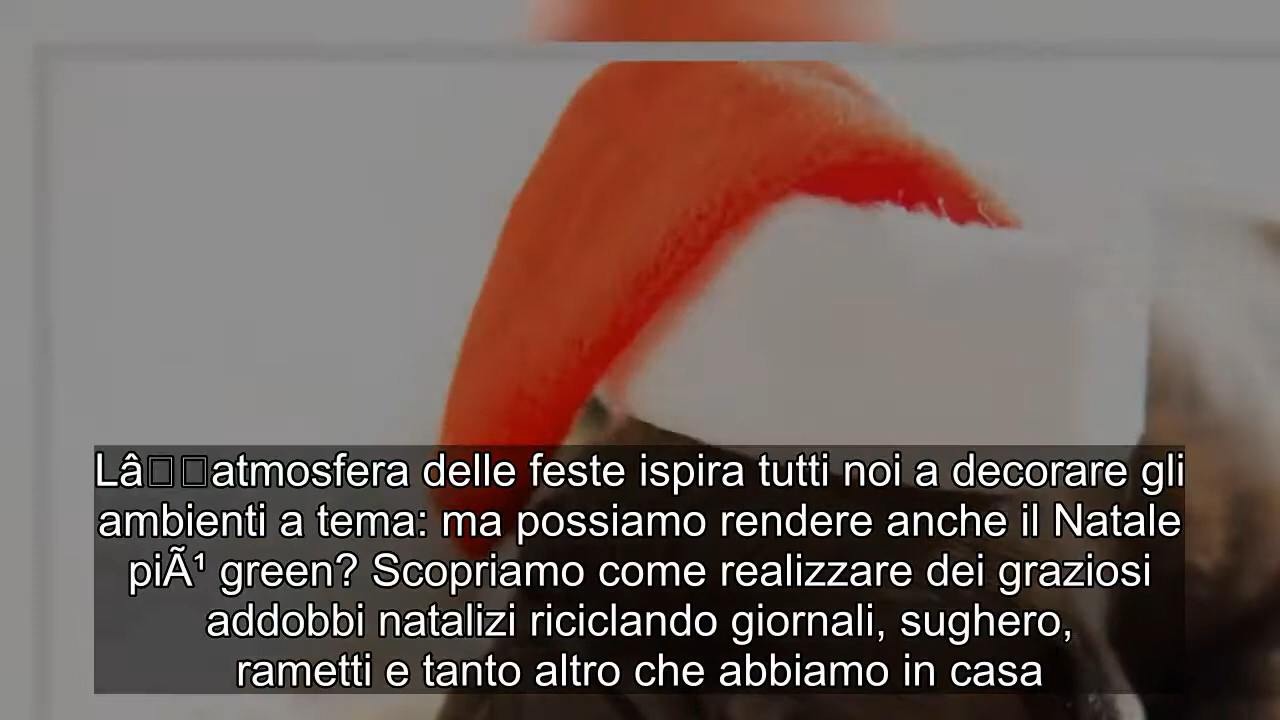 Lâ□□atmosfera delle feste ispira tutti noi a decorare gli
ambienti a tema: ma possiamo rendere anche il Natale
piÃ¹ green? Scopriamo come realizzare dei graziosi
addobbi natalizi riciclando giornali, sughero,
rametti e tanto altro che abbiamo in casa